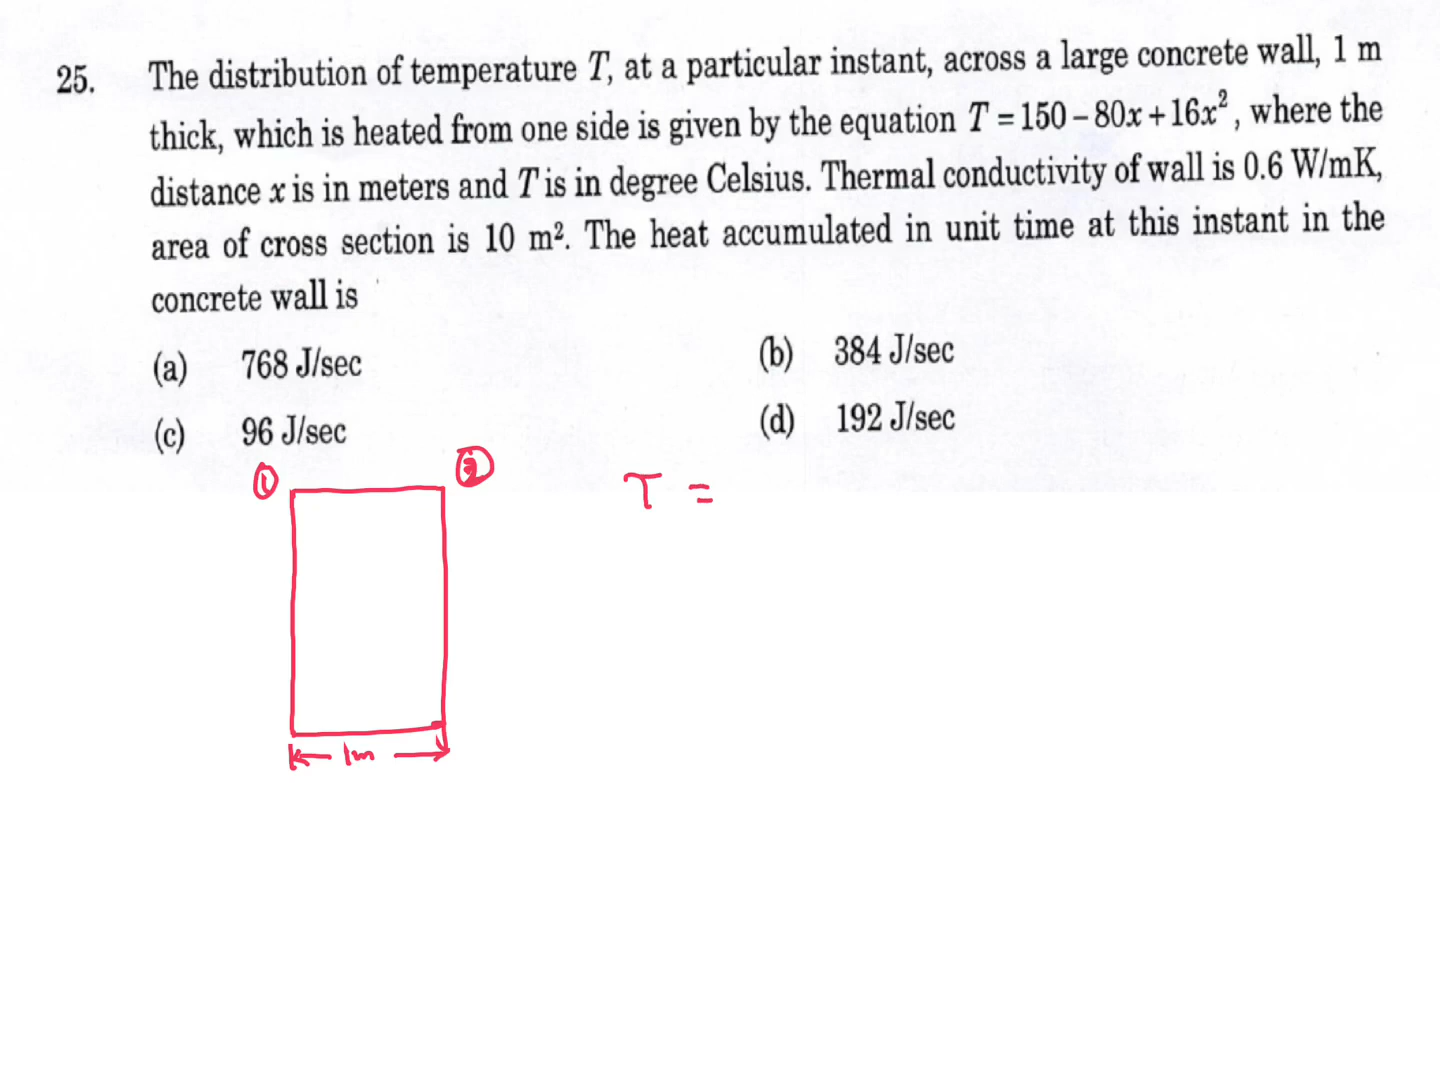 25. The distribution of temperature T, at a particular instant, across a large concrete wall, 1 m
thick, which is heated from one side is given by the equation T = 150 – 80x + 16x², where the
distance x is in meters and T is in degree Celsius. Thermal conductivity of wall is 0.6 W/mK,
area of cross section is 10 m². The heat accumulated in unit time at this instant in the
concrete wall is
(a) 768 J/sec (b) 384 J/sec
(c) 96 J/sec (d) 192 J/sec
① ② T =
1m